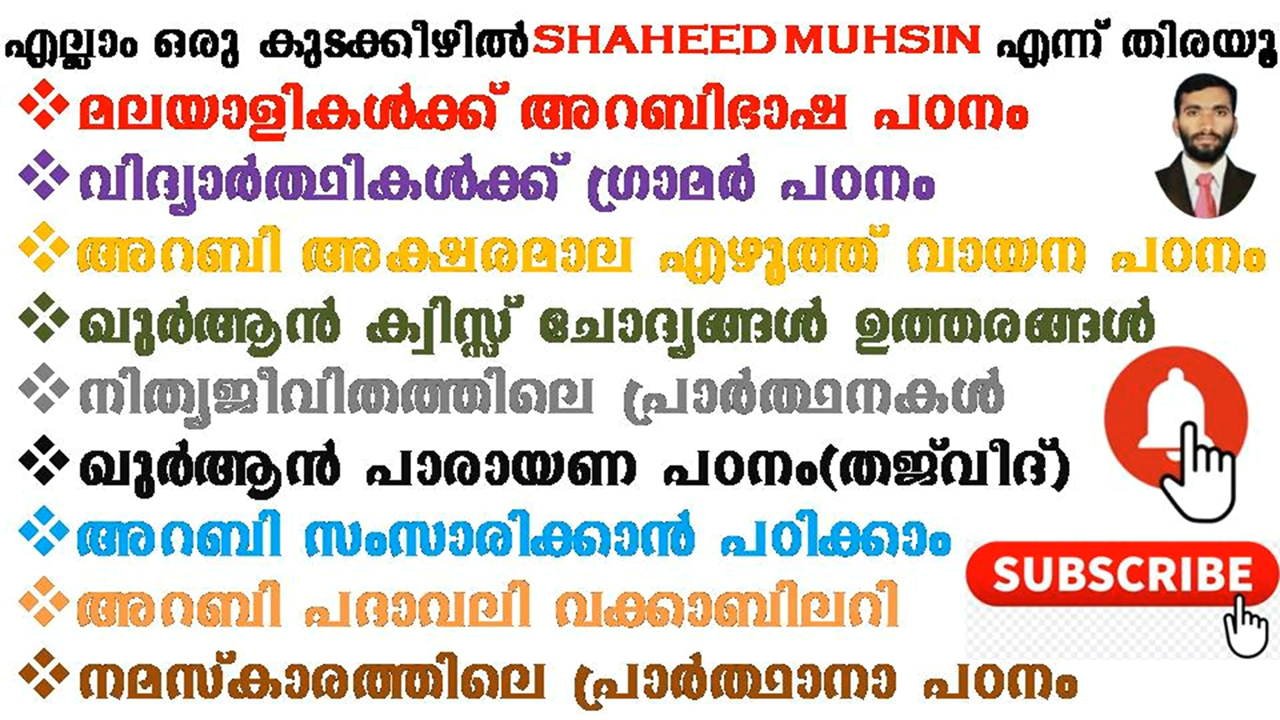 എല്ലാം ഒരു കുടക്കീഴിൽ SHAHEED MUHSIN എന്ന് തിരയൂ
മലയാളികൾക്ക് അറബിഭാഷ പഠനം
വിദ്യാർത്ഥികൾക്ക് ഗ്രാമർ പഠനം
അറബി അക്ഷരമാല എഴുത്ത് വായന പഠനം
ഖുർആൻ ക്വിസ്സ് ചോദ്യങ്ങൾ ഉത്തരങ്ങൾ
നിത്യജീവിതത്തിലെ പ്രാർത്ഥനകൾ
ഖുർആൻ പാരായണ പഠനം(തജ്‌വീദ്)
അറബി സംസാരിക്കാൻ പഠിക്കാം
SUBSCRIBE
അറബി പദാവലി വക്കാബിലറി
നമസ്കാരത്തിലെ പ്രാർത്ഥാനാ പഠനം